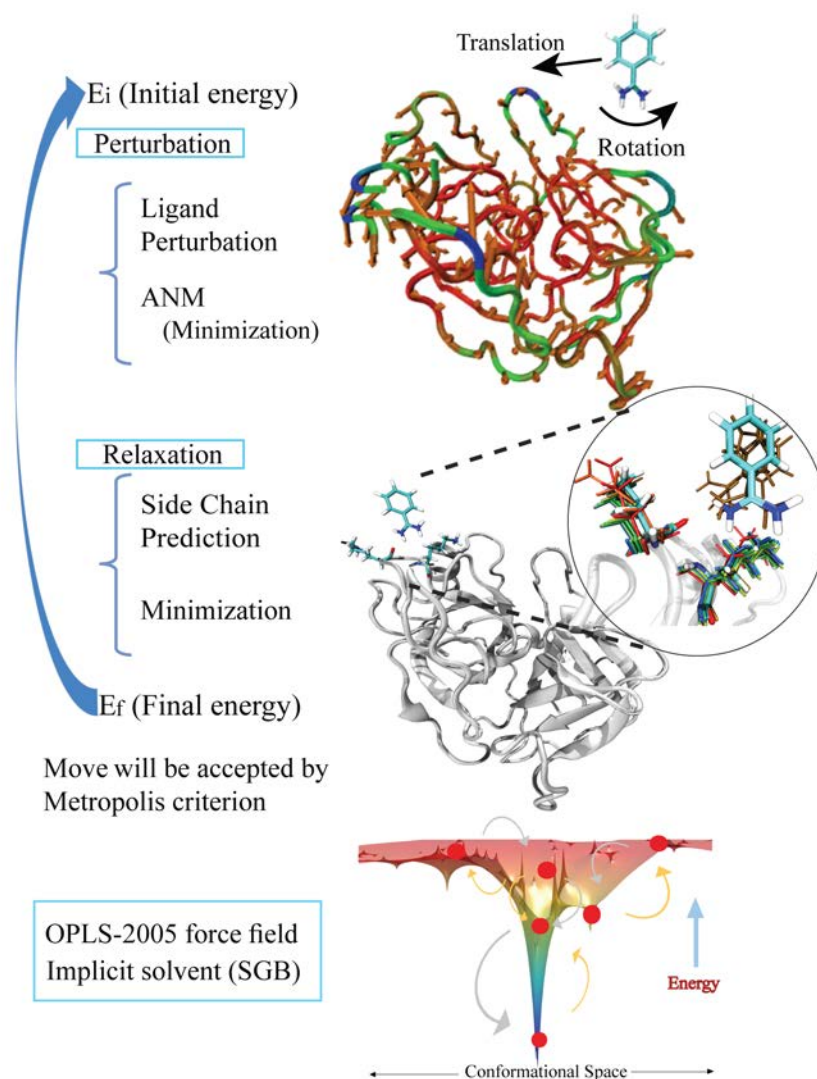 Translation
Rotation
Ei (Initial energy)
Perturbation
Ligand
Perturbation
ANM
(Minimization)
Relaxation
Side Chain
Prediction
Minimization
Ef (Final energy)
Move will be accepted by
Metropolis criterion
OPLS-2005 force field
Implicit solvent (SGB)
Energy
Conformational Space